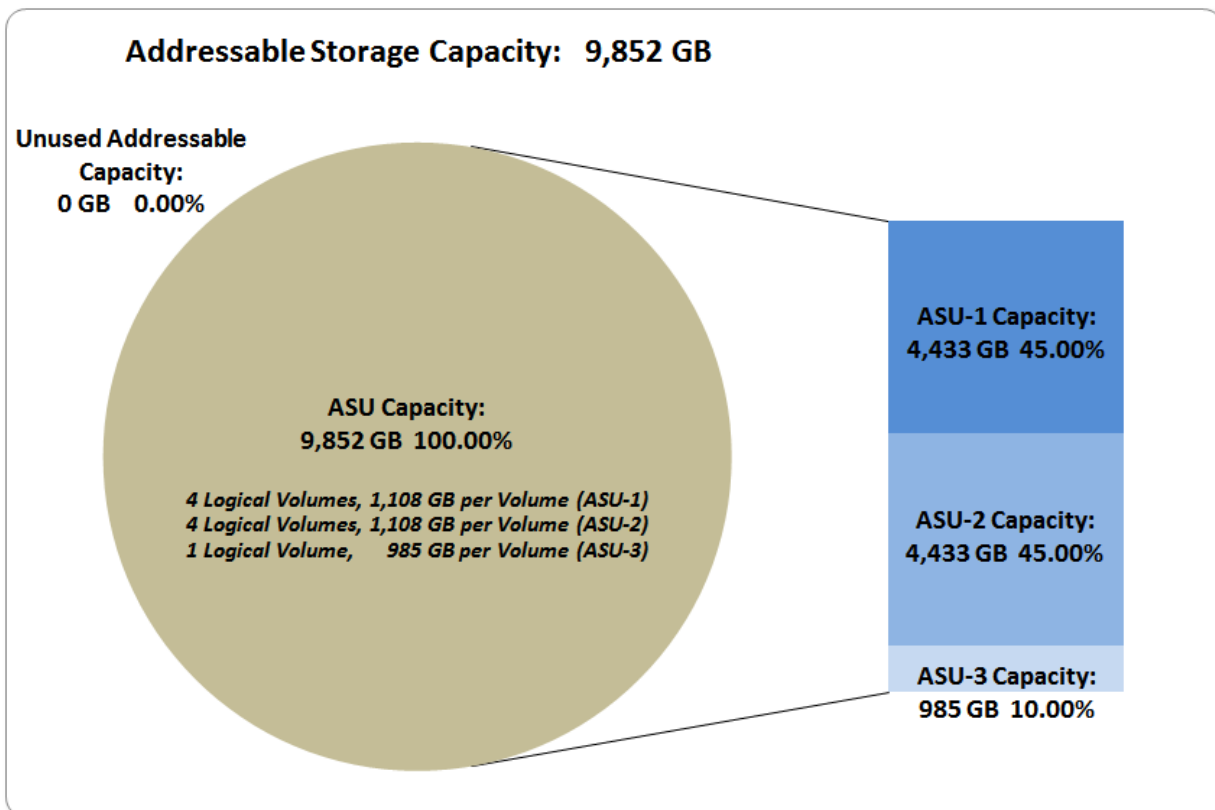 Addressable Storage Capacity: 9,852 GB
Unused Addressable
Capacity:
0 GB 0.00%
ASU Capacity:
9,852 GB 100.00%
4 Logical Volumes, 1,108 GB per Volume (ASU-1)
4 Logical Volumes, 1,108 GB per Volume (ASU-2)
1 Logical Volume, 985 GB per Volume (ASU-3)
ASU-1 Capacity:
4,433 GB 45.00%
ASU-2 Capacity:
4,433 GB 45.00%
ASU-3 Capacity:
985 GB 10.00%